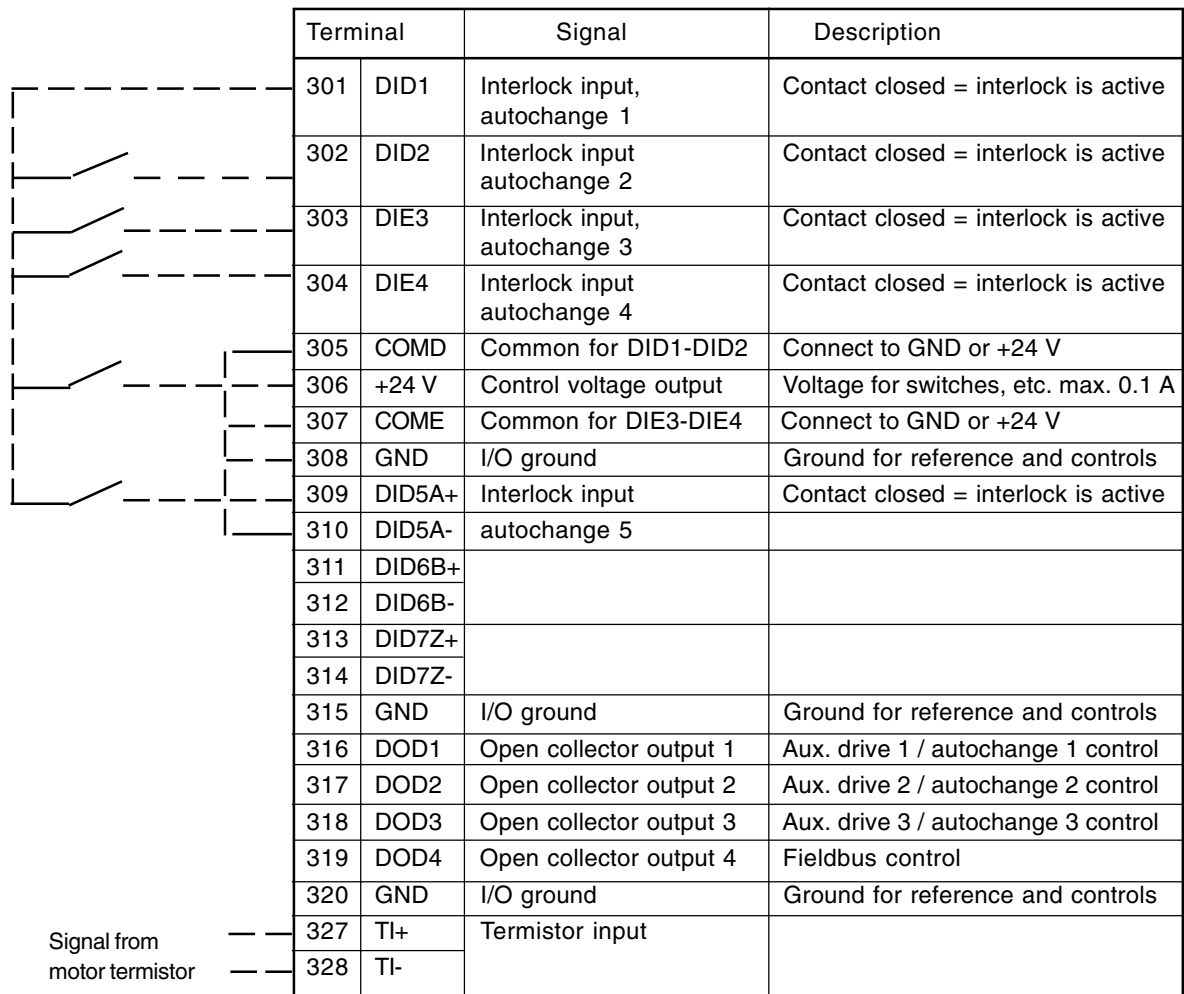 Terminal Signal Description
301 DID1 Interlock input, Contact closed = interlock is active
autochange 1
302 DID2 Interlock input Contact closed = interlock is active
autochange 2
303 DIE3 Interlock input, Contact closed = interlock is active
autochange 3
304 DIE4 Interlock input Contact closed = interlock is active
autochange 4
305 COMD Common for DID1-DID2 Connect to GND or +24 V
306 +24 V Control voltage output Voltage for switches, etc. max. 0.1 A
307 COME Common for DIE3-DIE4 Connect to GND or +24 V
308 GND I/O ground Ground for reference and controls
309 DID5A+ Interlock input Contact closed = interlock is active
310 DID5A- autochange 5
311 DID6B+
312 DID6B-
313 DID7Z+
314 DID7Z-
315 GND I/O ground Ground for reference and controls
316 DOD1 Open collector output 1 Aux. drive 1 / autochange 1 control
317 DOD2 Open collector output 2 Aux. drive 2 / autochange 2 control
318 DOD3 Open collector output 3 Aux. drive 3 / autochange 3 control
319 DOD4 Open collector output 4 Fieldbus control
320 GND I/O ground Ground for reference and controls
Signal from 327 TI+ Termistor input
motor termistor 328 TI-